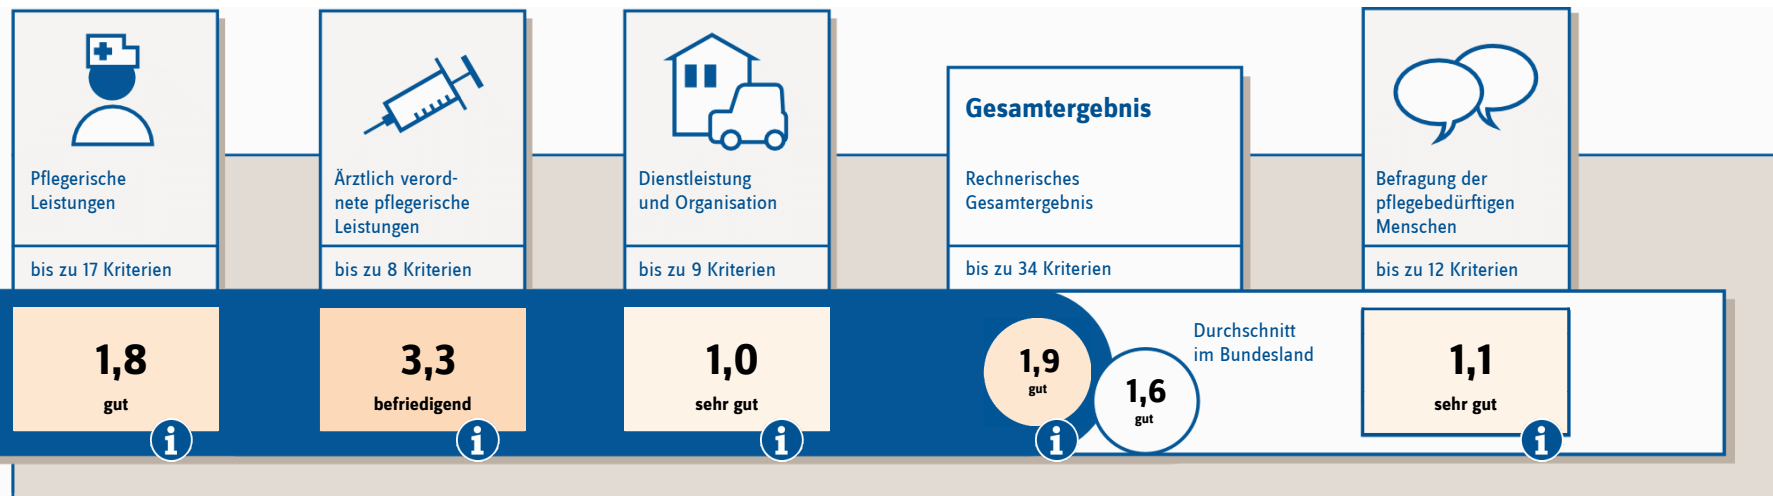 Pflegerische
Leistungen
bis zu 17 Kriterien
1,8
gut
i
Ärztlich verord-
nete pflegerische
Leistungen
bis zu 8 Kriterien
3,3
befriedigend
i
Dienstleistung
und Organisation
bis zu 9 Kriterien
1,0
sehr gut
i
Gesamtergebnis
Rechnerisches
Gesamtergebnis
bis zu 34 Kriterien
1,9
gut
i
1,6
gut
Durchschnitt
im Bundesland
Befragung der
pflegebedürftigen
Menschen
bis zu 12 Kriterien
1,1
sehr gut
i